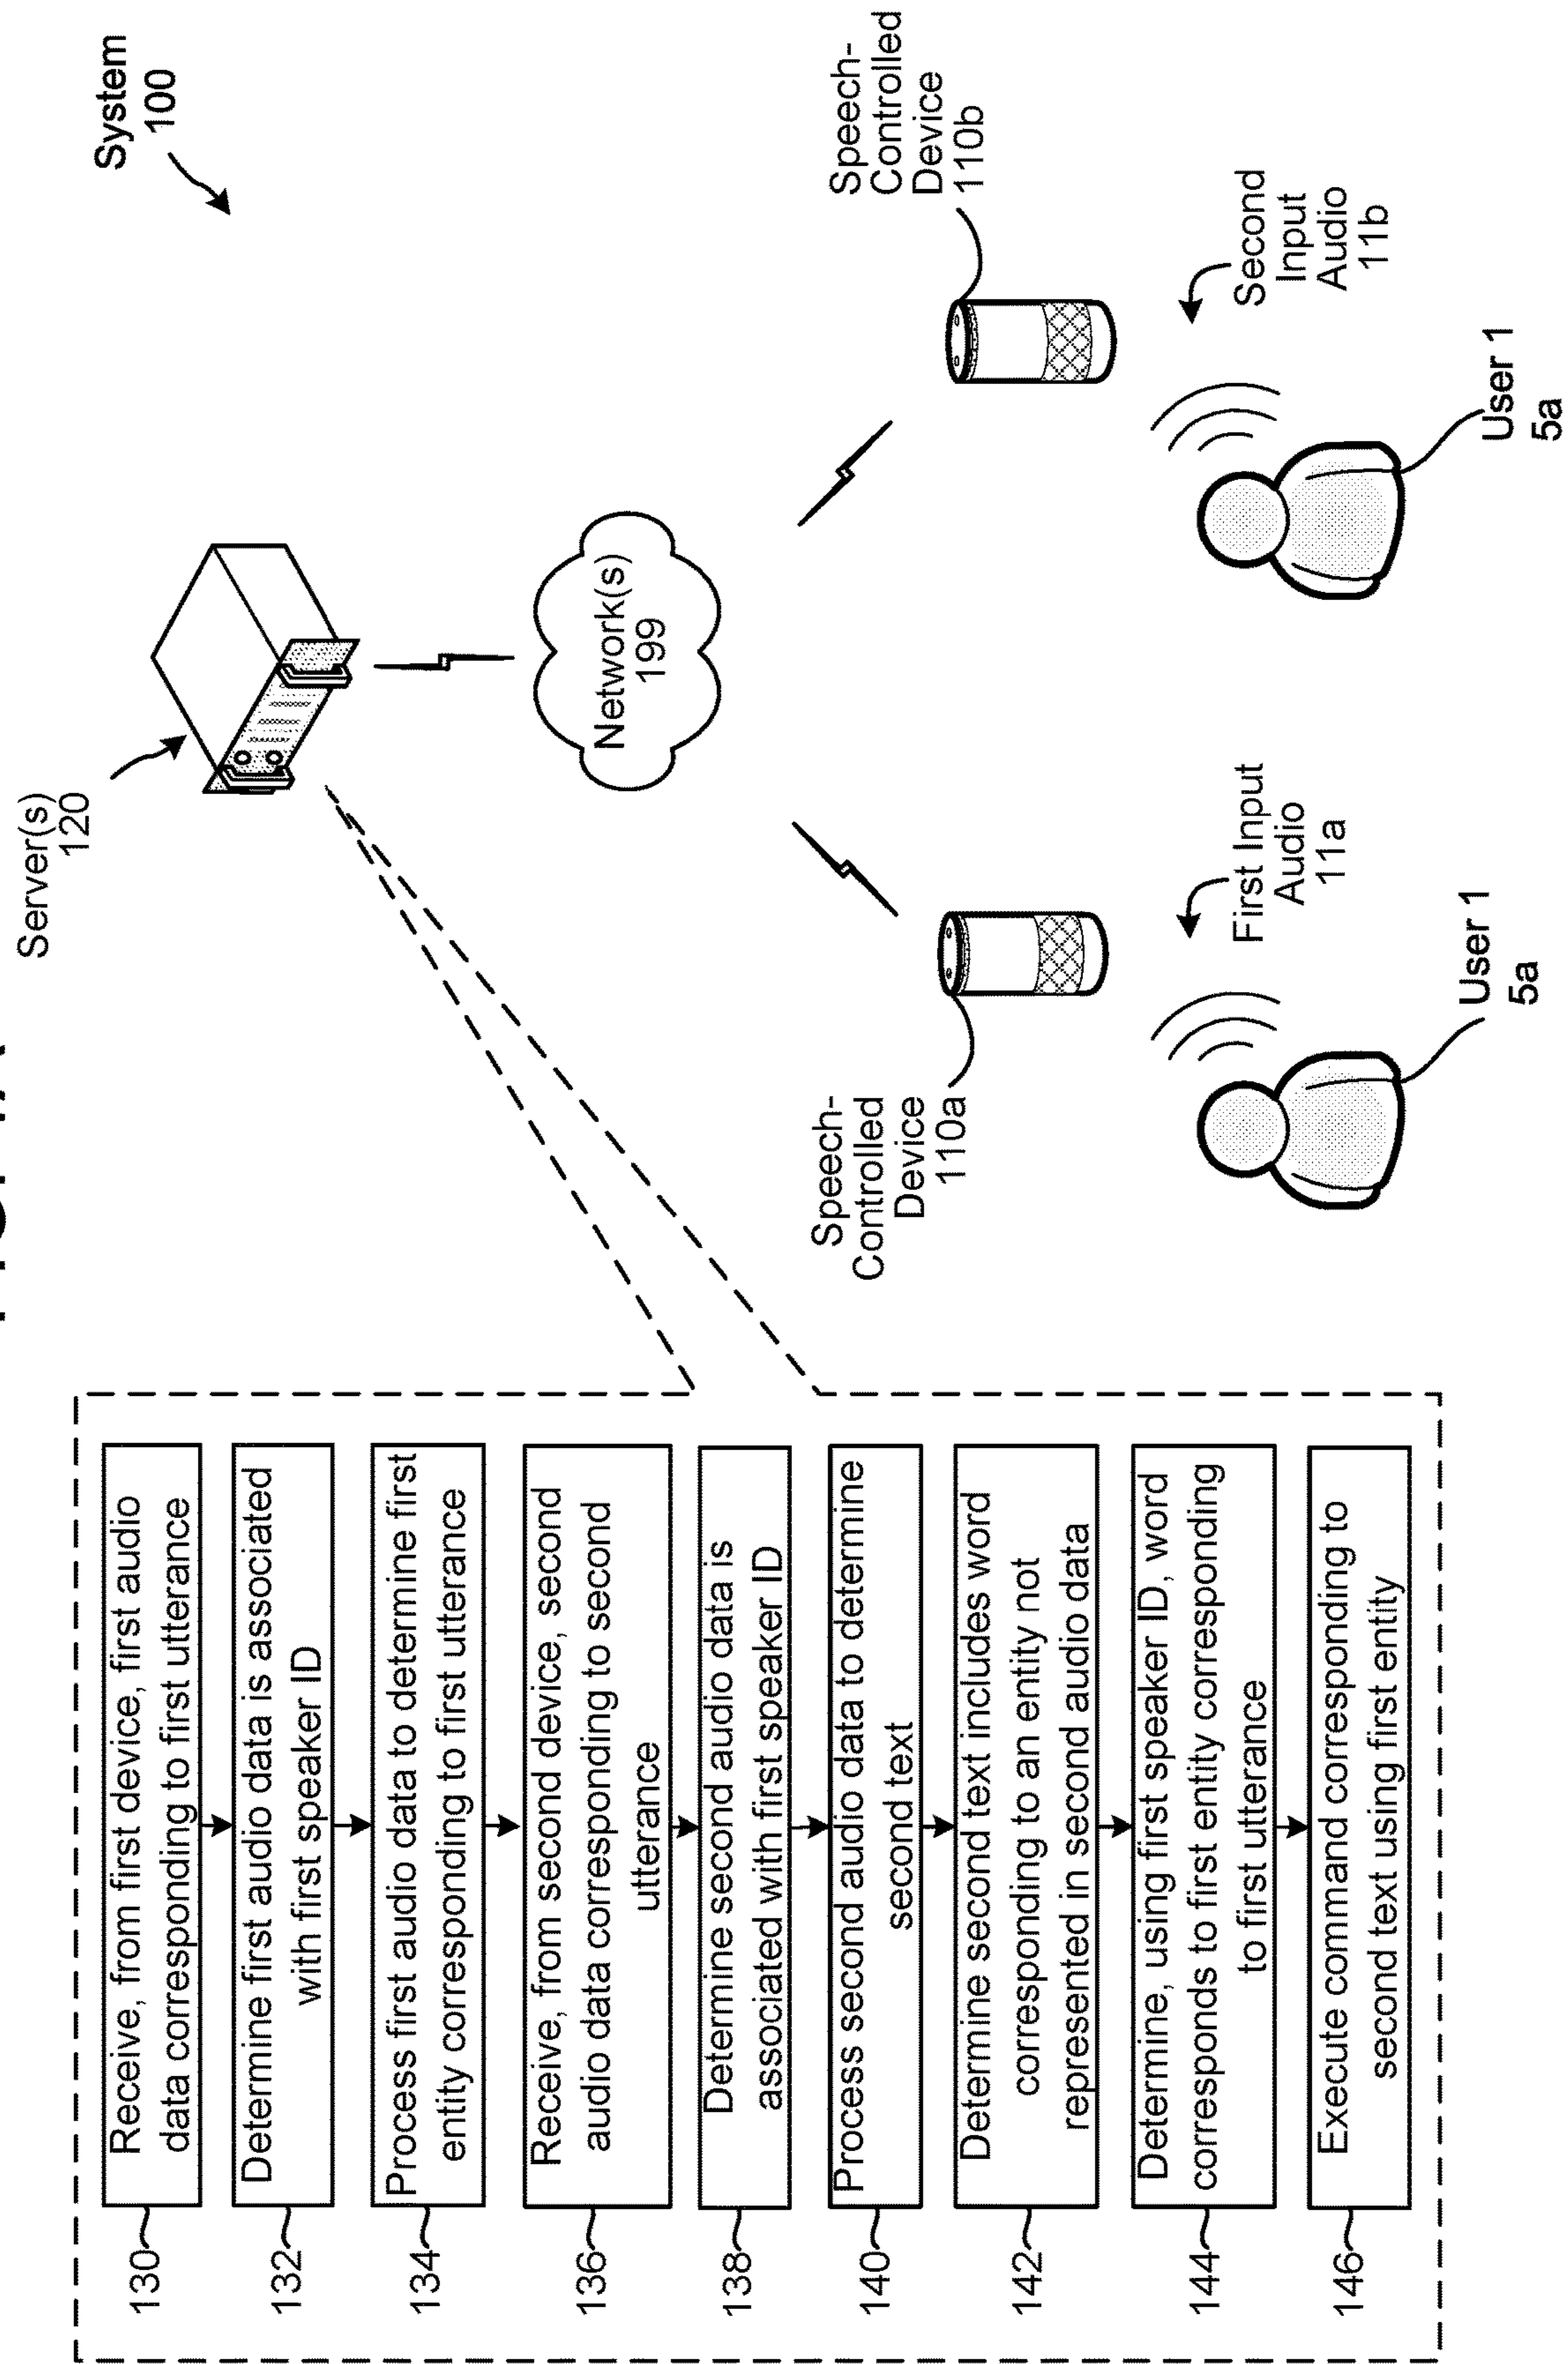 System
100
Server(s)
120
Network(s)
199
Speech-
Controlled
Device
110a
Speech-
Controlled
Device
110b
First Input
Audio
11a
Second
Input
Audio
11b
User 1
5a
User 1
5a
130
Receive, from first device, first audio
data corresponding to first utterance
132
Determine first audio data is associated
with first speaker ID
134
Process first audio data to determine first
entity corresponding to first utterance
136
Receive, from second device, second
audio data corresponding to second
utterance
138
Determine second audio data is
associated with first speaker ID
140
Process second audio data to determine
second text
142
Determine second text includes word
corresponding to an entity not
represented in second audio data
144
Determine, using first speaker ID, word
corresponds to first entity corresponding
to first utterance
146
Execute command corresponding to
second text using first entity